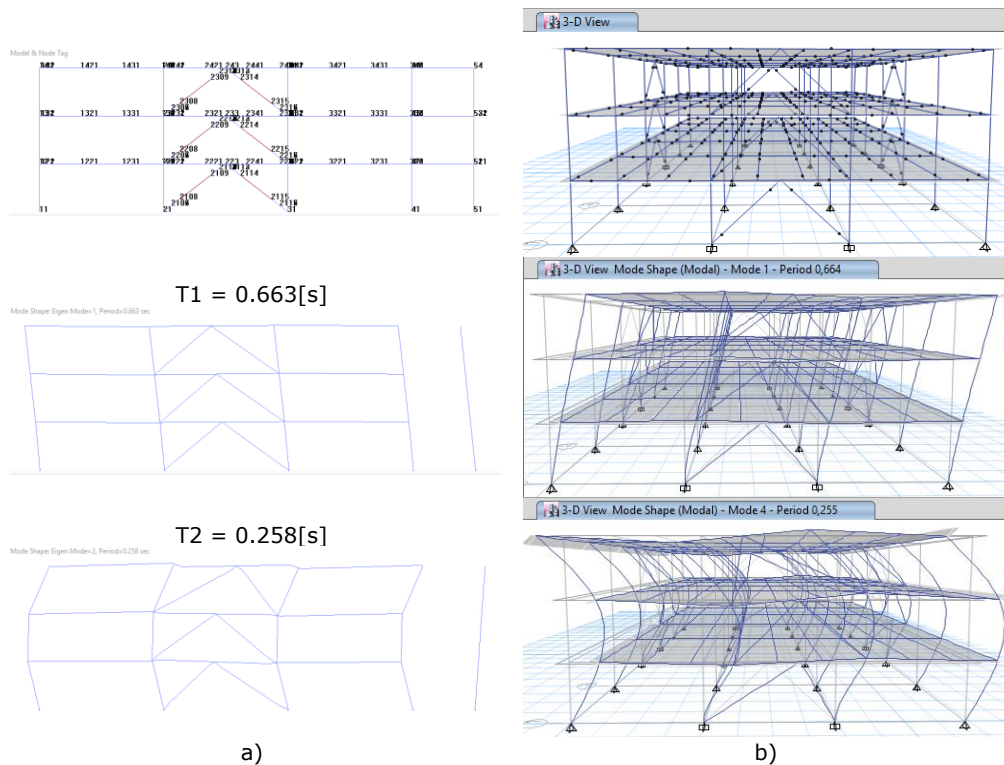 Model & Node Tag
1421 1431 2421 243 2441 54
2309 2314
2308 2315
1321 1331 2321 233 2341 3321 3331
2209 2214
2208 2215
1221 1231 2221 223 2241 3221 3231
2109 2114
2108 2115
11 21 31 41 51
T1 = 0.663[s]
Mode Shape: Eigen Mode=1, Period=0.663 sec
T2 = 0.258[s]
Mode Shape: Eigen Mode=2, Period=0.258 sec
a)
3-D View
3-D View Mode Shape (Modal) - Mode 1 - Period 0,664
3-D View Mode Shape (Modal) - Mode 4 - Period 0,255
b)